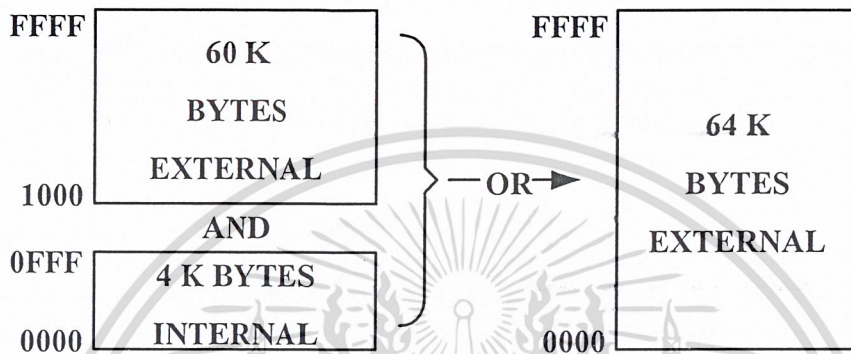 FFFF
60 K
BYTES
EXTERNAL
1000
AND
0FFF
4 K BYTES
INTERNAL
0000
OR
FFFF
64 K
BYTES
EXTERNAL
0000